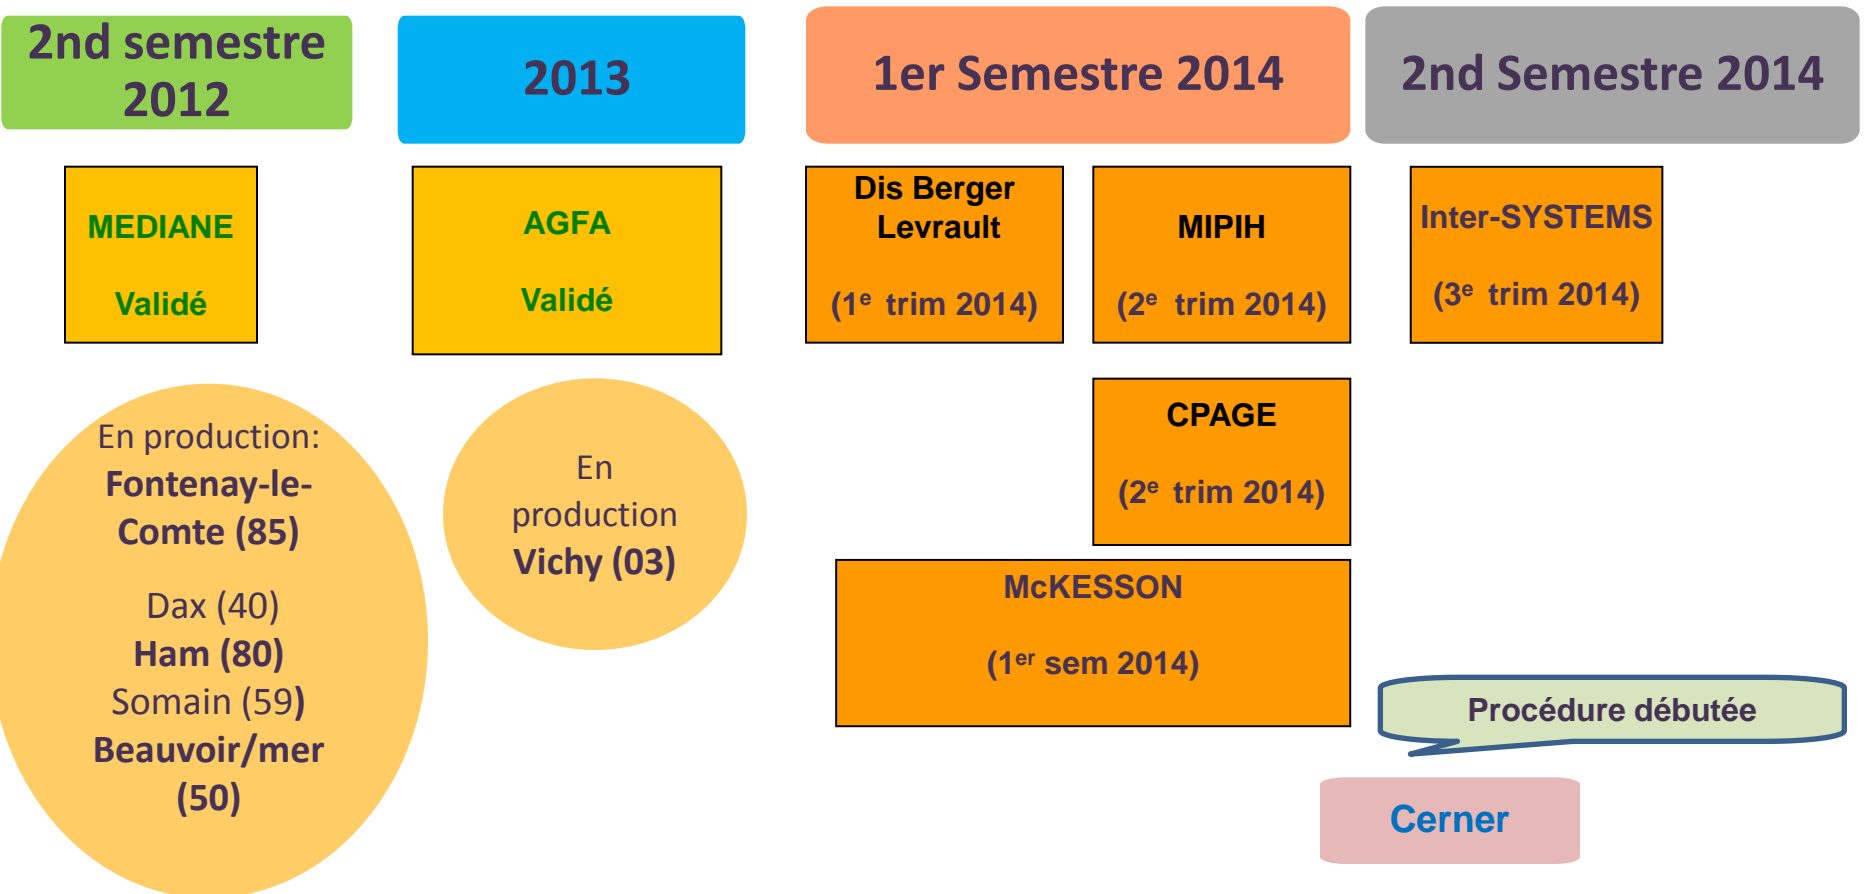 2nd semestre
2012
2013
1er Semestre 2014
2nd Semestre 2014
MEDIANE
Validé
AGFA
Validé
Dis Berger
Levrault
(1e trim 2014)
MIPIH
(2e trim 2014)
Inter-SYSTEMS
(3e trim 2014)
CPAGE
(2e trim 2014)
McKESSON
(1er sem 2014)
En production:
Fontenay-le-
Comte (85)
Dax (40)
Ham (80)
Somain (59)
Beauvoir/mer
(50)
En
production
Vichy (03)
Procédure débutée
Cerner